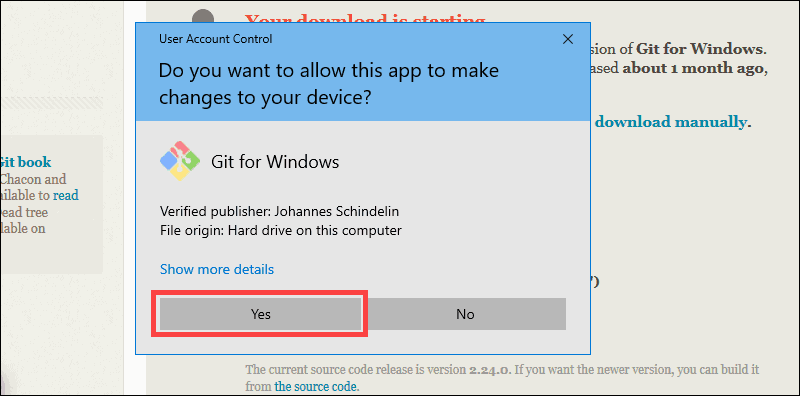 Your download is starting
User Account Control
sion of Git for Windows.
Do you want to allow this app to make
ased about 1 month ago,
changes to your device?
download manually.
Git book
Chacon and
ailable to read
read tree
lable on
Git for Windows
Verified publisher: Johannes Schindelin
File origin: Hard drive on this computer
Show more details
")
Yes
No
The current source code release is version 2.24.0. If you want the newer version, you can build it
from the source code.